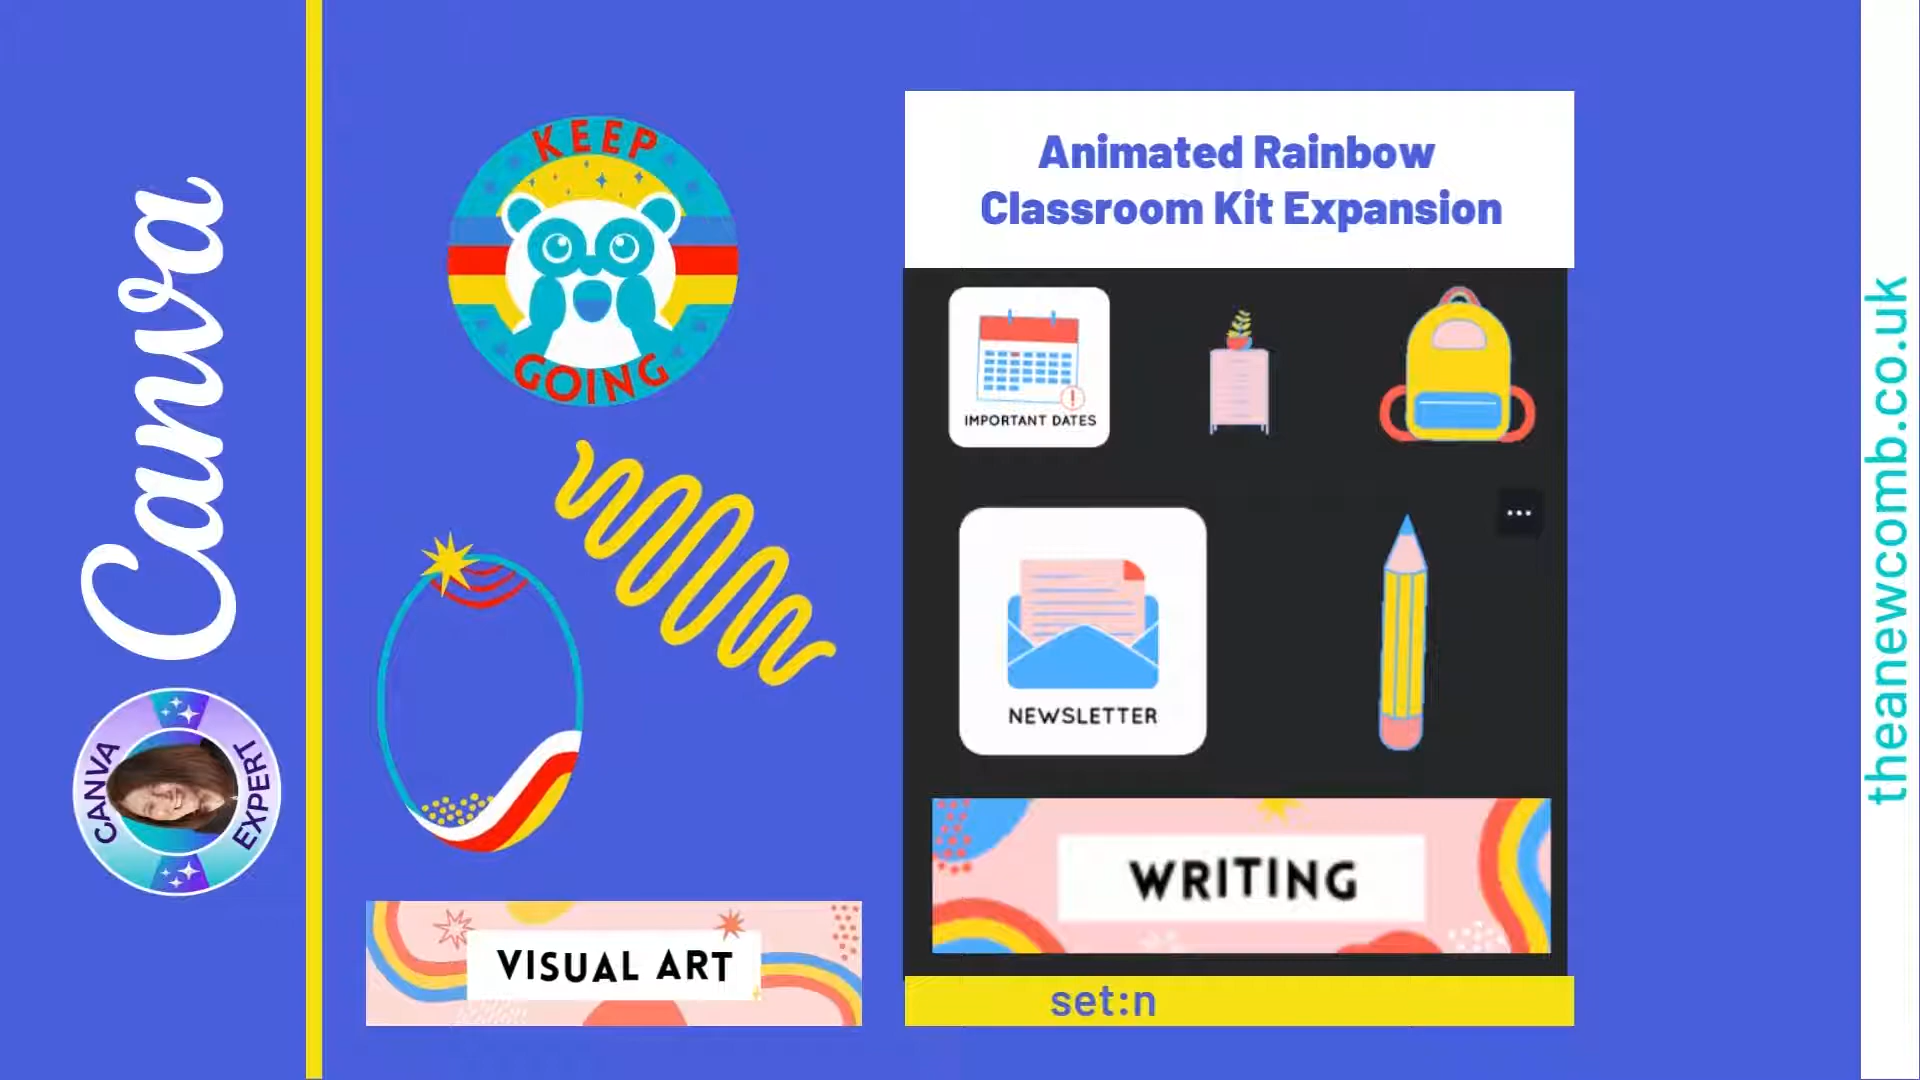 Canva
CANVA
EXPERT
KEEP
GOING
VISUAL ART
Animated Rainbow
Classroom Kit Expansion
IMPORTANT DATES
NEWSLETTER
WRITING
set:n
theanewcomb.co.uk